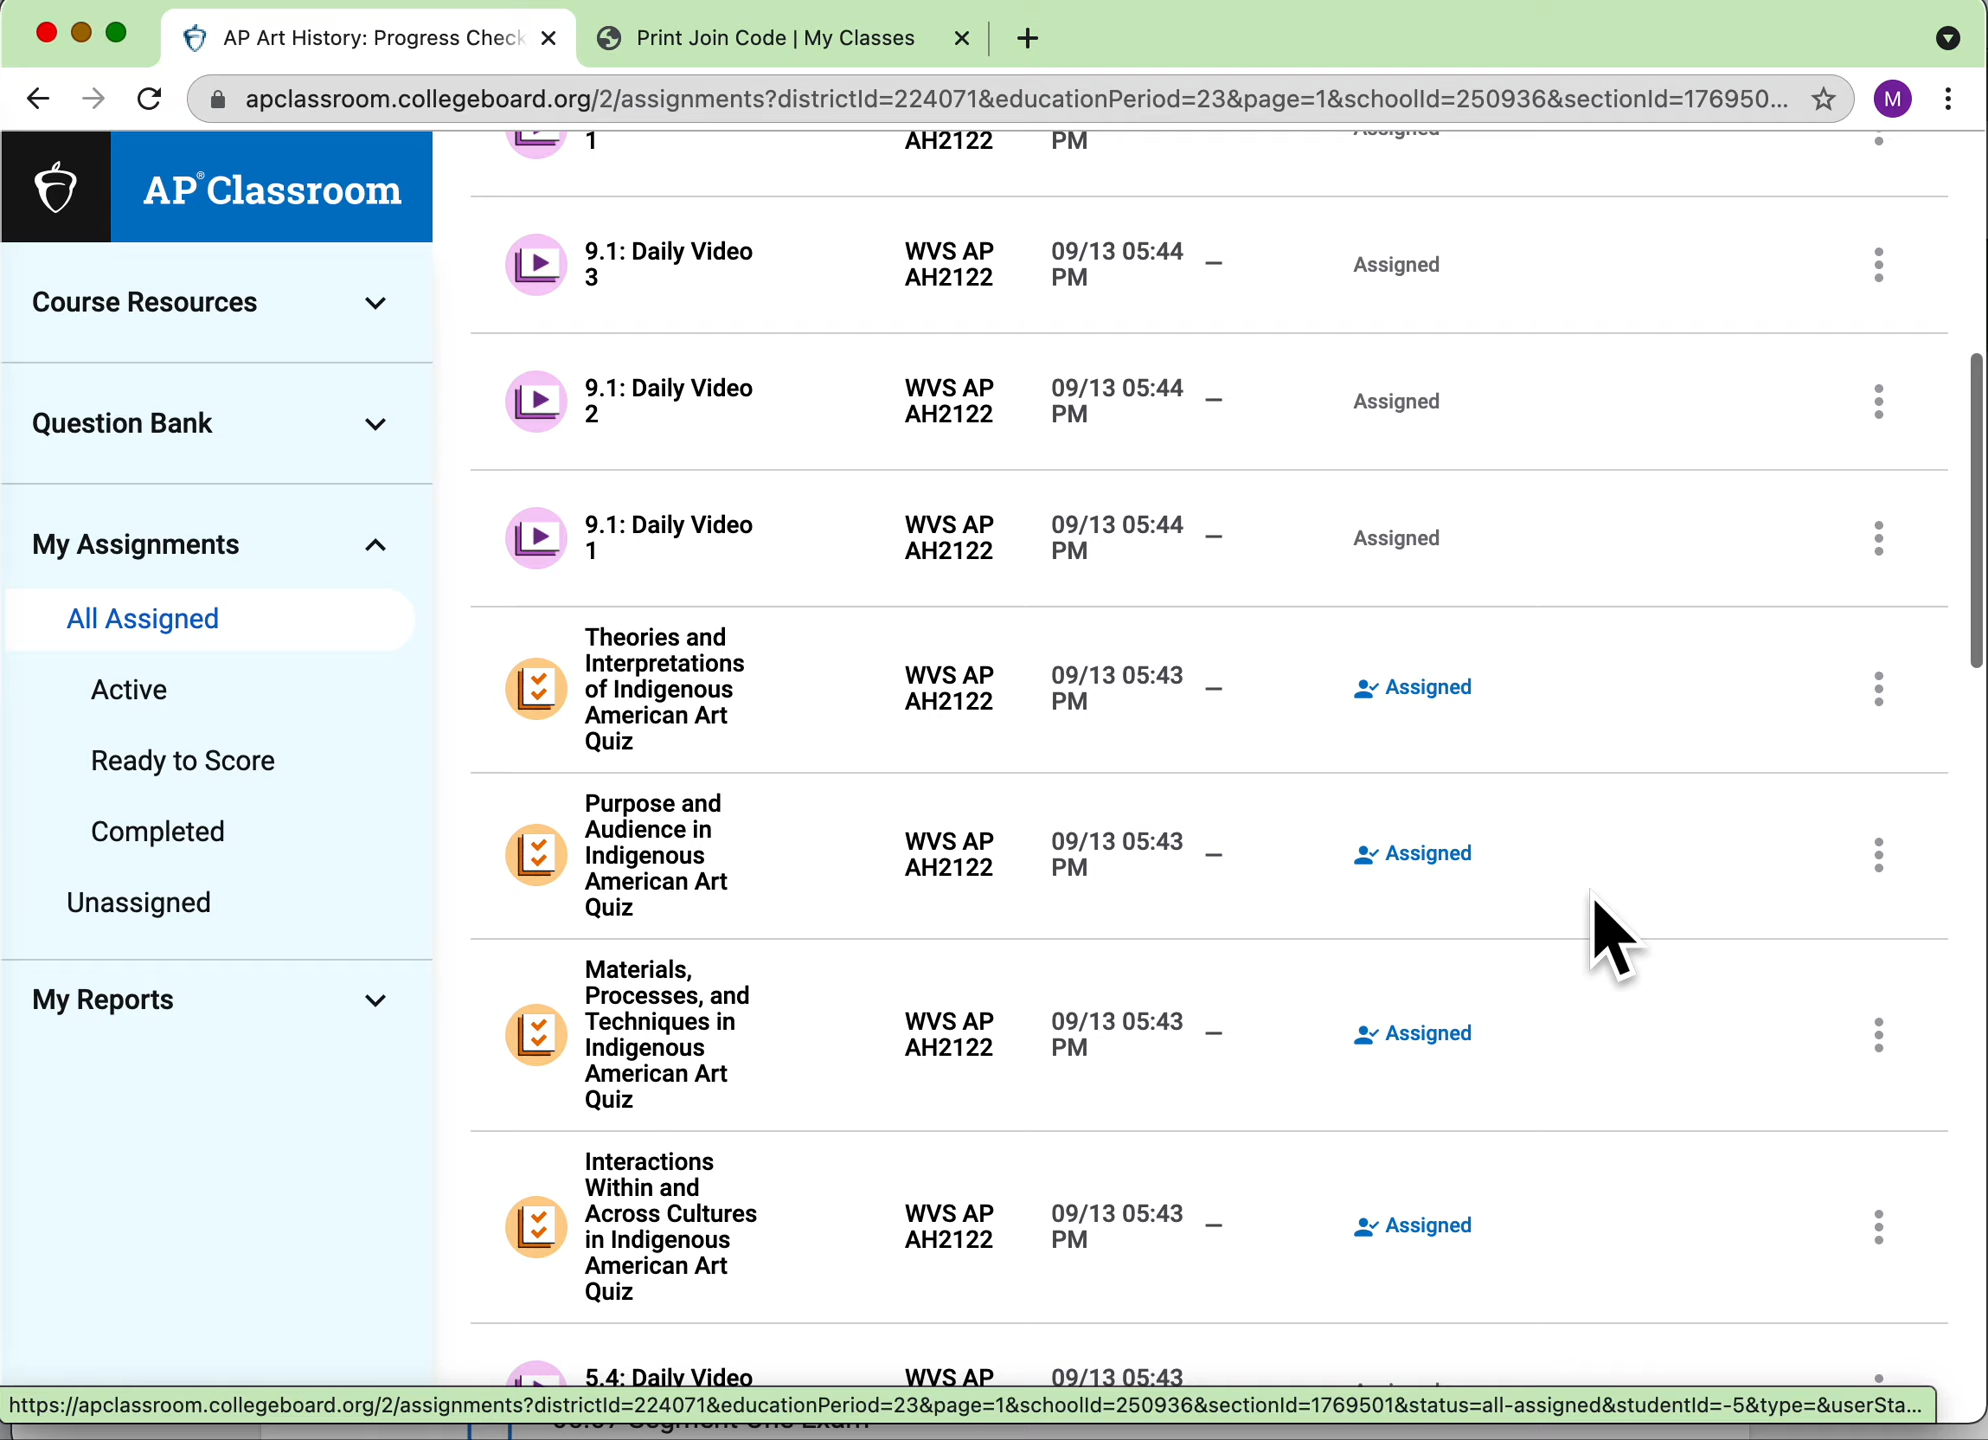 AP Art History: Progress Check
Print Join Code | My Classes
apclassroom.collegeboard.org/2/assignments?districtId=224071&educationPeriod=23&page=1&schoolId=250936&sectionId=176950...
M
AP® Classroom
Course Resources
Question Bank
My Assignments
All Assigned
Active
Ready to Score
Completed
Unassigned
My Reports
1
AH2122
PM
Assigned
9.1: Daily Video
3
WVS AP
AH2122
09/13 05:44
PM
–
Assigned
9.1: Daily Video
2
WVS AP
AH2122
09/13 05:44
PM
–
Assigned
9.1: Daily Video
1
WVS AP
AH2122
09/13 05:44
PM
–
Assigned
Theories and
Interpretations
of Indigenous
American Art
Quiz
WVS AP
AH2122
09/13 05:43
PM
–
Assigned
Purpose and
Audience in
Indigenous
American Art
Quiz
WVS AP
AH2122
09/13 05:43
PM
–
Assigned
Materials,
Processes, and
Techniques in
Indigenous
American Art
Quiz
WVS AP
AH2122
09/13 05:43
PM
–
Assigned
Interactions
Within and
Across Cultures
in Indigenous
American Art
Quiz
WVS AP
AH2122
09/13 05:43
PM
–
Assigned
5.4: Daily Video
WVS AP
09/13 05:43
https://apclassroom.collegeboard.org/2/assignments?districtId=224071&educationPeriod=23&page=1&schoolId=250936&sectionId=1769501&status=all-assigned&studentId=-5&type=&userSta...